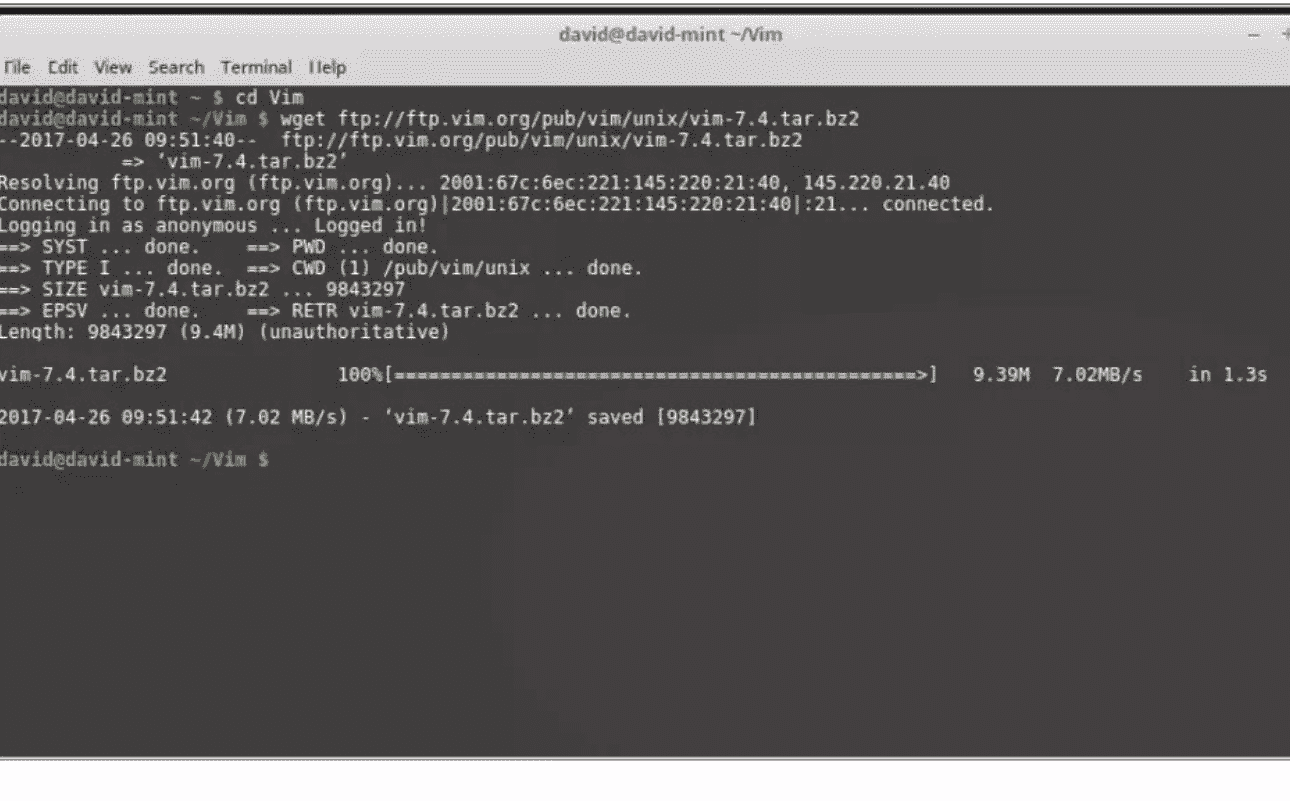 david@david-mint ~/Vim
File Edit View Search Terminal Help
david@david-mint ~ $ cd Vim
david@david-mint ~/Vim $ wget ftp://ftp.vim.org/pub/vim/unix/vim-7.4.tar.bz2
--2017-04-26 09:51:40--  ftp://ftp.vim.org/pub/vim/unix/vim-7.4.tar.bz2
           => ‘vim-7.4.tar.bz2’
Resolving ftp.vim.org (ftp.vim.org)... 2001:67c:6ec:221:145:220:21:40, 145.220.21.40
Connecting to ftp.vim.org (ftp.vim.org)|2001:67c:6ec:221:145:220:21:40|:21... connected.
Logging in as anonymous ... Logged in!
==> SYST ... done.    ==> PWD ... done.
==> TYPE I ... done.  ==> CWD (1) /pub/vim/unix ... done.
==> SIZE vim-7.4.tar.bz2 ... 9843297
==> EPSV ... done.    ==> RETR vim-7.4.tar.bz2 ... done.
Length: 9843297 (9.4M) (unauthoritative)
vim-7.4.tar.bz2               100%[==============================================>]   9.39M  7.02MB/s    in 1.3s
2017-04-26 09:51:42 (7.02 MB/s) - ‘vim-7.4.tar.bz2’ saved [9843297]
david@david-mint ~/Vim $